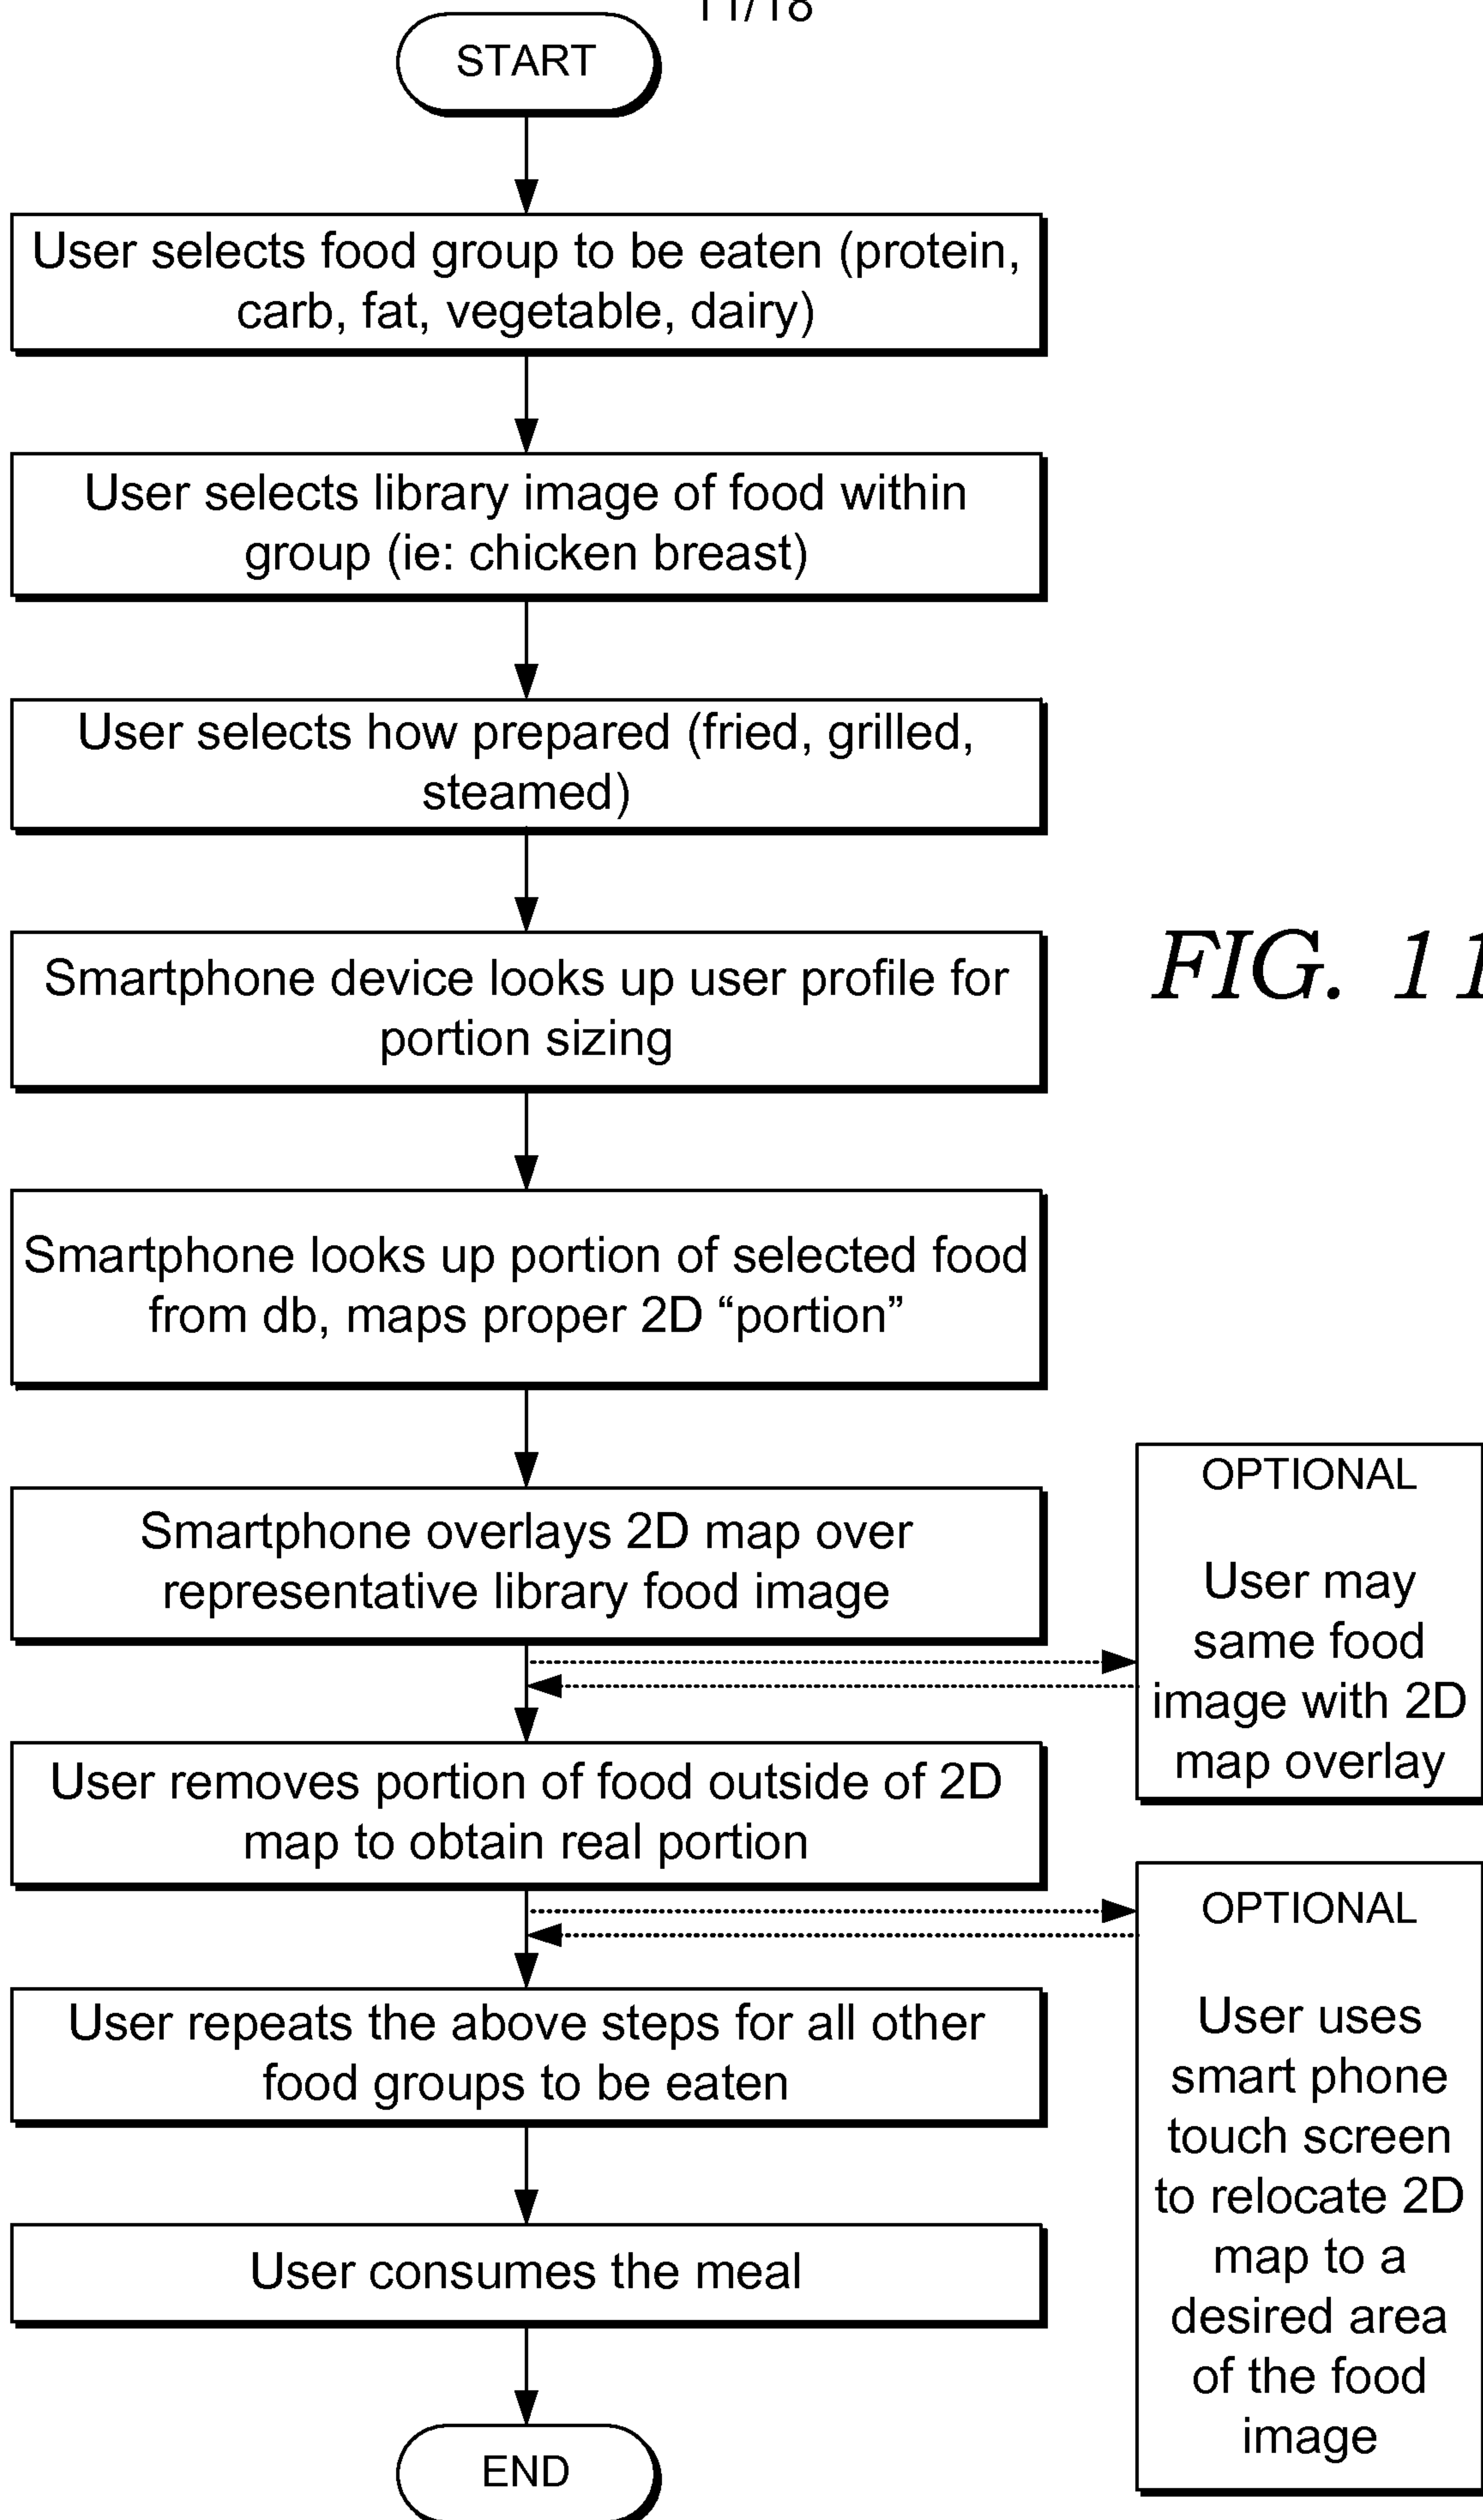 11/18
START
User selects food group to be eaten (protein,
carb, fat, vegetable, dairy)
User selects library image of food within
group (ie: chicken breast)
User selects how prepared (fried, grilled,
steamed)
Smartphone device looks up user profile for
portion sizing
FIG. 11
Smartphone looks up portion of selected food
from db, maps proper 2D “portion”
Smartphone overlays 2D map over
representative library food image
OPTIONAL
User may
same food
image with 2D
map overlay
User removes portion of food outside of 2D
map to obtain real portion
OPTIONAL
User uses
smart phone
touch screen
to relocate 2D
map to a
desired area
of the food
image
User repeats the above steps for all other
food groups to be eaten
User consumes the meal
END